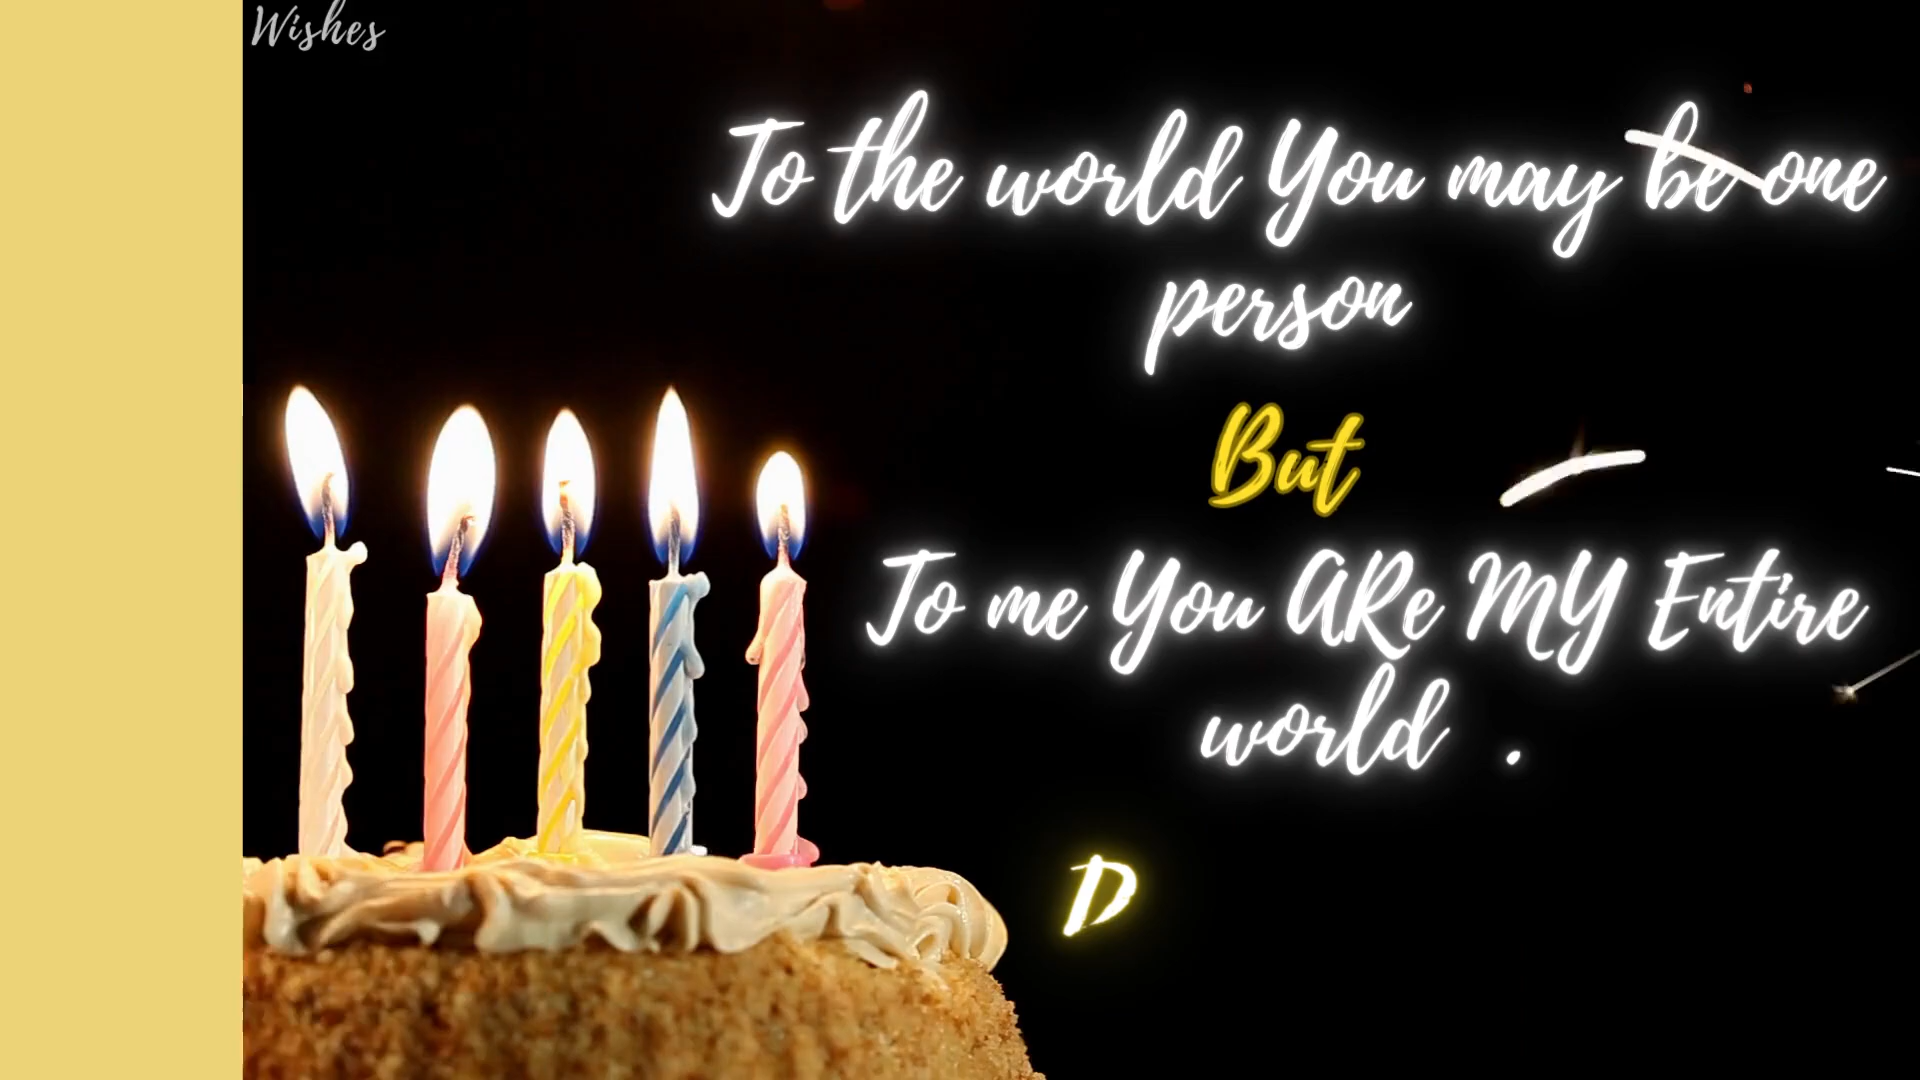 Wishes
To the world You may be one
person
But
To me You ARe MY Entire
world .
D